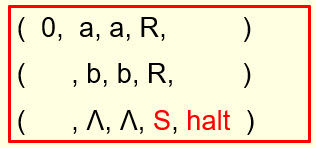 ( 0, a, a, R, )
( , b, b, R, )
( , Λ, Λ, S, halt )